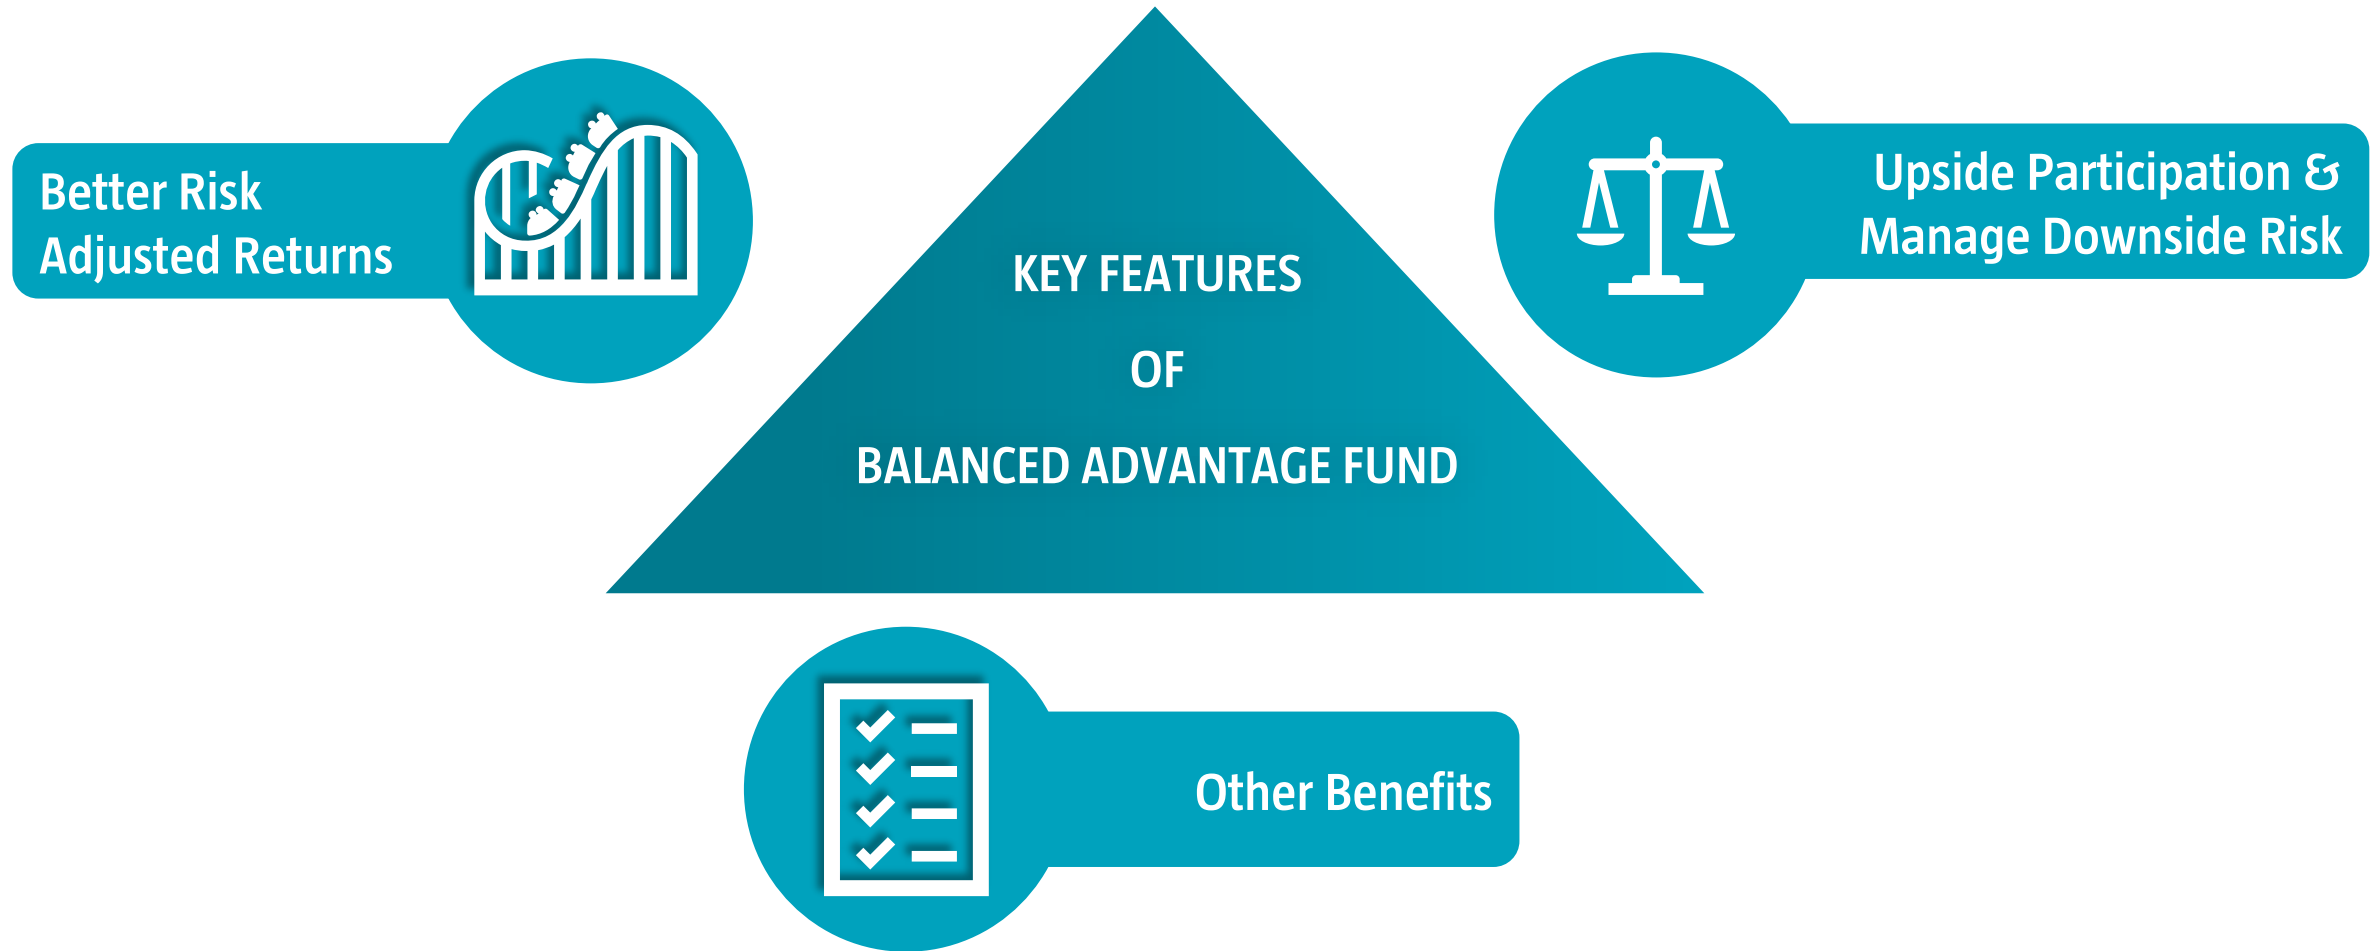 Better Risk
Adjusted Returns
Upside Participation &
Manage Downside Risk
KEY FEATURES
OF
BALANCED ADVANTAGE FUND
Other Benefits